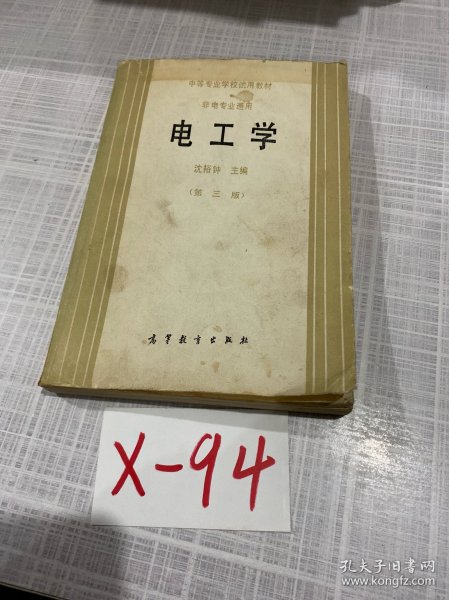 中等专业学校试用教材
非电专业通用
电工学
沈裕钟 主编
(第三版)
高等教育出版社
X-94
孔夫子旧书网
www.kongfz.com